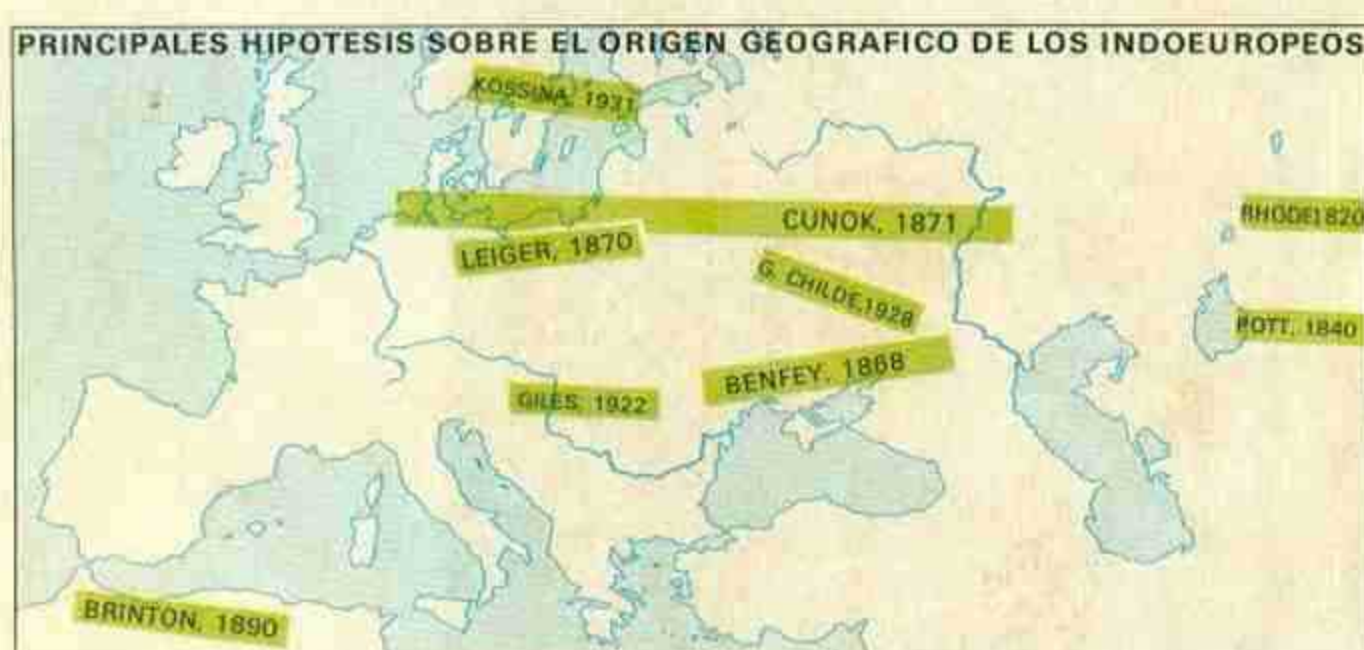 PRINCIPALES HIPOTESIS SOBRE EL ORIGEN GEOGRAFICO DE LOS INDOEUROPEOS
KOSSINA, 1931
CUNOK, 1871
RHODE1820
LEIGER, 1870
G. CHILDE,1928
POTT, 1840
BENFEY, 1868
GILES, 1922
BRINTON, 1890